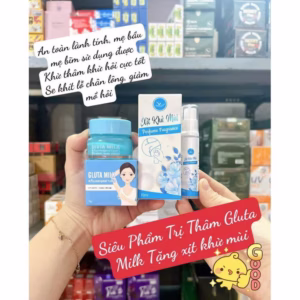 An toàn lành tính, mẹ bầu
mẹ bỉm sử dụng được
Khử thâm khử hôi cực tốt
Se khít lỗ chân lông, giảm
mồ hôi
Xịt Khử Mùi
Perfume Fragrance
GLUTA MILK
Siêu Phẩm Trị Thâm Gluta
Milk Tặng xịt khử mùi
GOOD